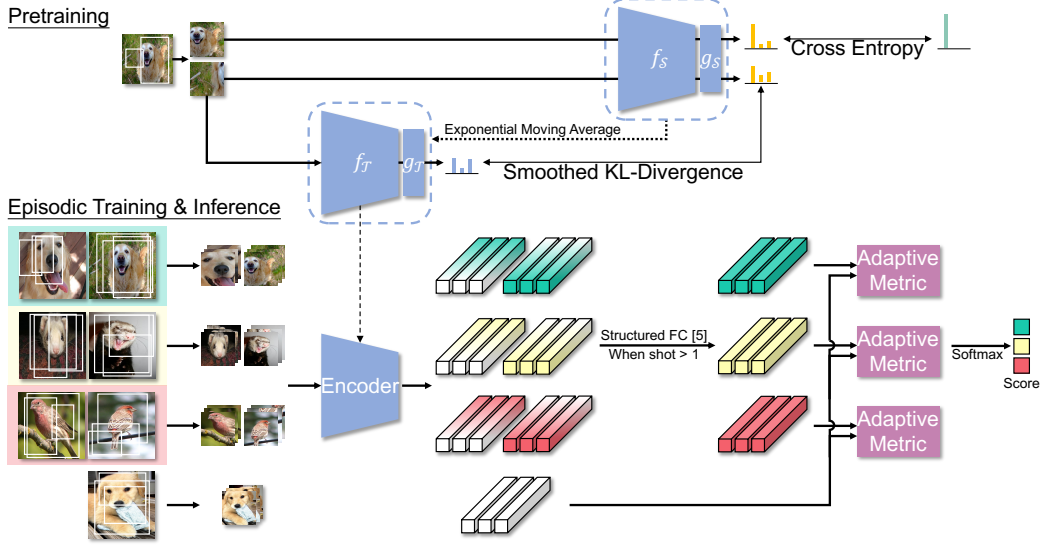 Pretraining
f_S
g_S
Cross Entropy
Exponential Moving Average
f_T
g_T
Smoothed KL-Divergence
Episodic Training & Inference
Adaptive
Metric
Structured FC [5]
When shot > 1
Encoder
Adaptive
Metric
Softmax
Score
Adaptive
Metric